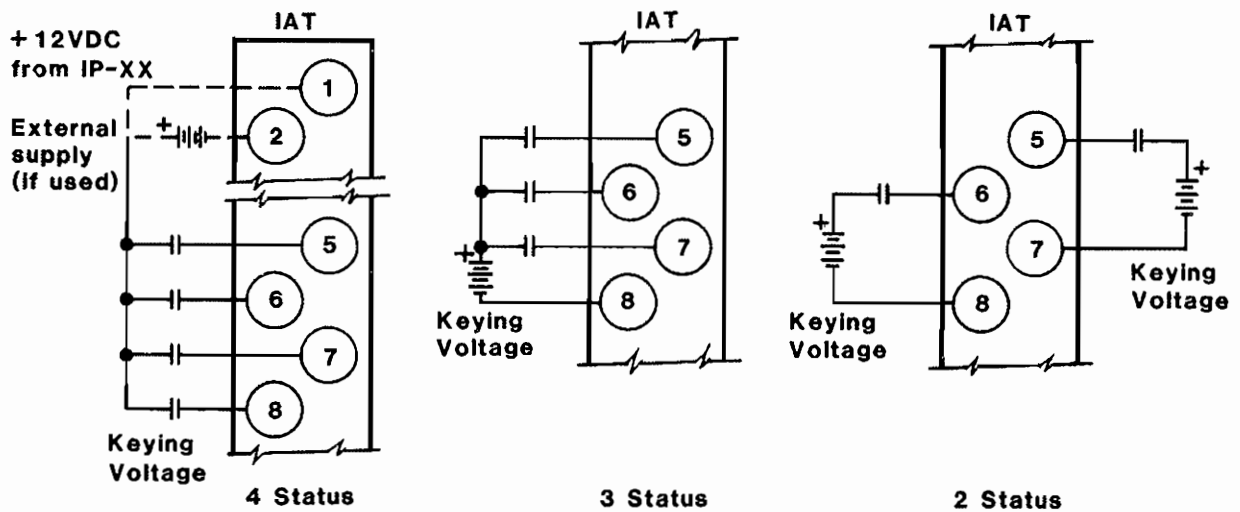 IAT
+ 12VDC
from IP-XX
1
External
supply
(if used)
+
2
5
6
7
8
Keying
Voltage
4 Status
IAT
5
6
7
+
8
Keying
Voltage
3 Status
IAT
5
+
6
+
7
Keying
Voltage
8
Keying
Voltage
2 Status